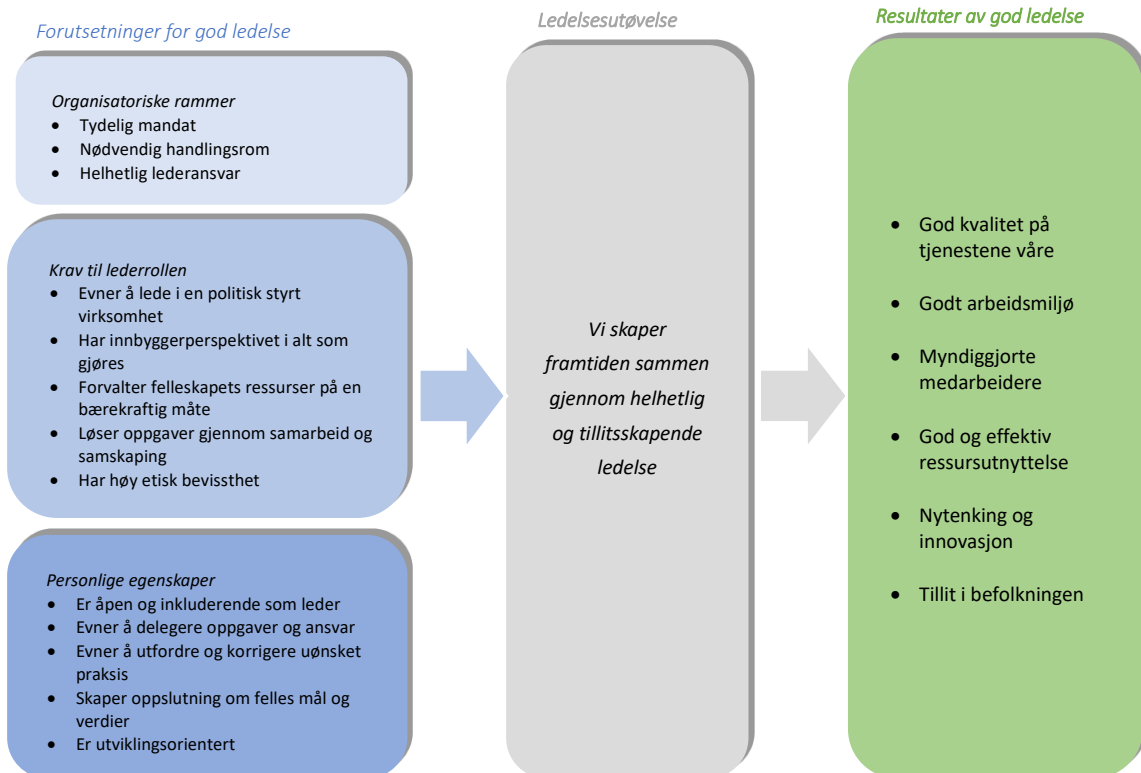 Forutsetninger for god ledelse
Organisatoriske rammer
• Tydelig mandat
• Nødvendig handlingsrom
• Helhetlig lederansvar
Krav til lederrollen
• Evner å lede i en politisk styrt
virksomhet
• Har innbyggerperspektivet i alt som
gjøres
• Forvalter felleskapets ressurser på en
bærekraftig måte
• Løser oppgaver gjennom samarbeid og
samskaping
• Har høy etisk bevissthet
Personlige egenskaper
• Er åpen og inkluderende som leder
• Evner å delegere oppgaver og ansvar
• Evner å utfordre og korrigere uønsket
praksis
• Skaper oppslutning om felles mål og
verdier
• Er utviklingsorientert
Ledelsesutøvelse
Vi skaper
framtiden sammen
gjennom helhetlig
og tillitsskapende
ledelse
Resultater av god ledelse
• God kvalitet på
tjenestene våre
• Godt arbeidsmiljø
• Myndiggjorte
medarbeidere
• God og effektiv
ressursutnyttelse
• Nytenking og
innovasjon
• Tillit i befolkningen